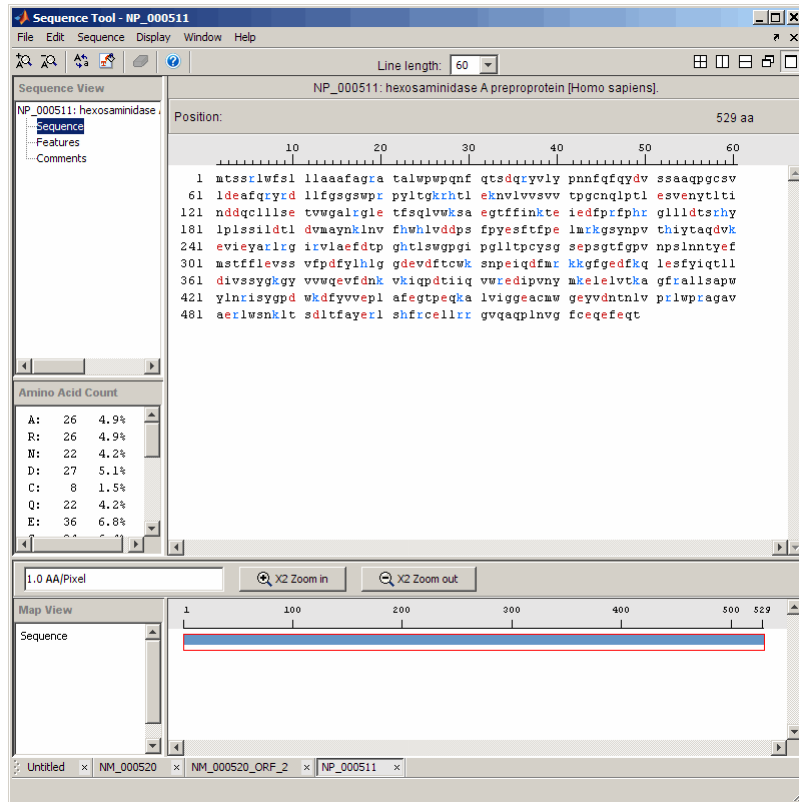 Sequence Tool - NP_000511
File Edit Sequence Display Window Help
Line length: 60
Sequence View
NP_000511: hexosaminidase A preproprotein [Homo sapiens].
NP_000511: hexosaminidase
Sequence
Features
Comments
Position: 529 aa
10 20 30 40 50 60
1 mtssrlwfsl llaaafagra talwpwpqnf qtsdqryvly pnnfqfqydv ssaaqpgcsv
61 ldeafqryrd llfgsgswpr pyltgkrhtl eknvlvvsvv tpgcnqlptl esvenytlti
121 nddqclllse tvwgalrgle tfsqlvwksa egtffinkte iedfprfphr gllldtsrhy
181 lplssildtl dvmaynklnv fhwhlvddps fpyesftfpe lmrkgsynpv thiytaqdvk
241 evieyarlrg irvlaefdtp ghtlswgpgi pglltpcysg sepsgtfgpv npslnntyef
301 mstfflevss vfpdfylhlg gdevdftcwk snpeiqdfmr kkgfgedfkq lesfyiqtll
361 divssygkgy vvwqevfdnk vkiqpdtiiq vwredipvny mkelelvtka gfrallsapw
421 ylnrisygpd wkdfyvvepl afegtpeqka lviggeacmw geyvdntnlv prlwpragav
481 aerlwsnklt sdltfayerl shfrcellrr gvqaqplnvg fceqefeqt
Amino Acid Count
A: 26 4.9%
R: 26 4.9%
N: 22 4.2%
D: 27 5.1%
C: 8 1.5%
Q: 22 4.2%
E: 36 6.8%
1.0 AA/Pixel X2 Zoom in X2 Zoom out
Map View
1 100 200 300 400 500 529
Sequence
Untitled × NM_000520 × NM_000520_ORF_2 × NP_000511 ×